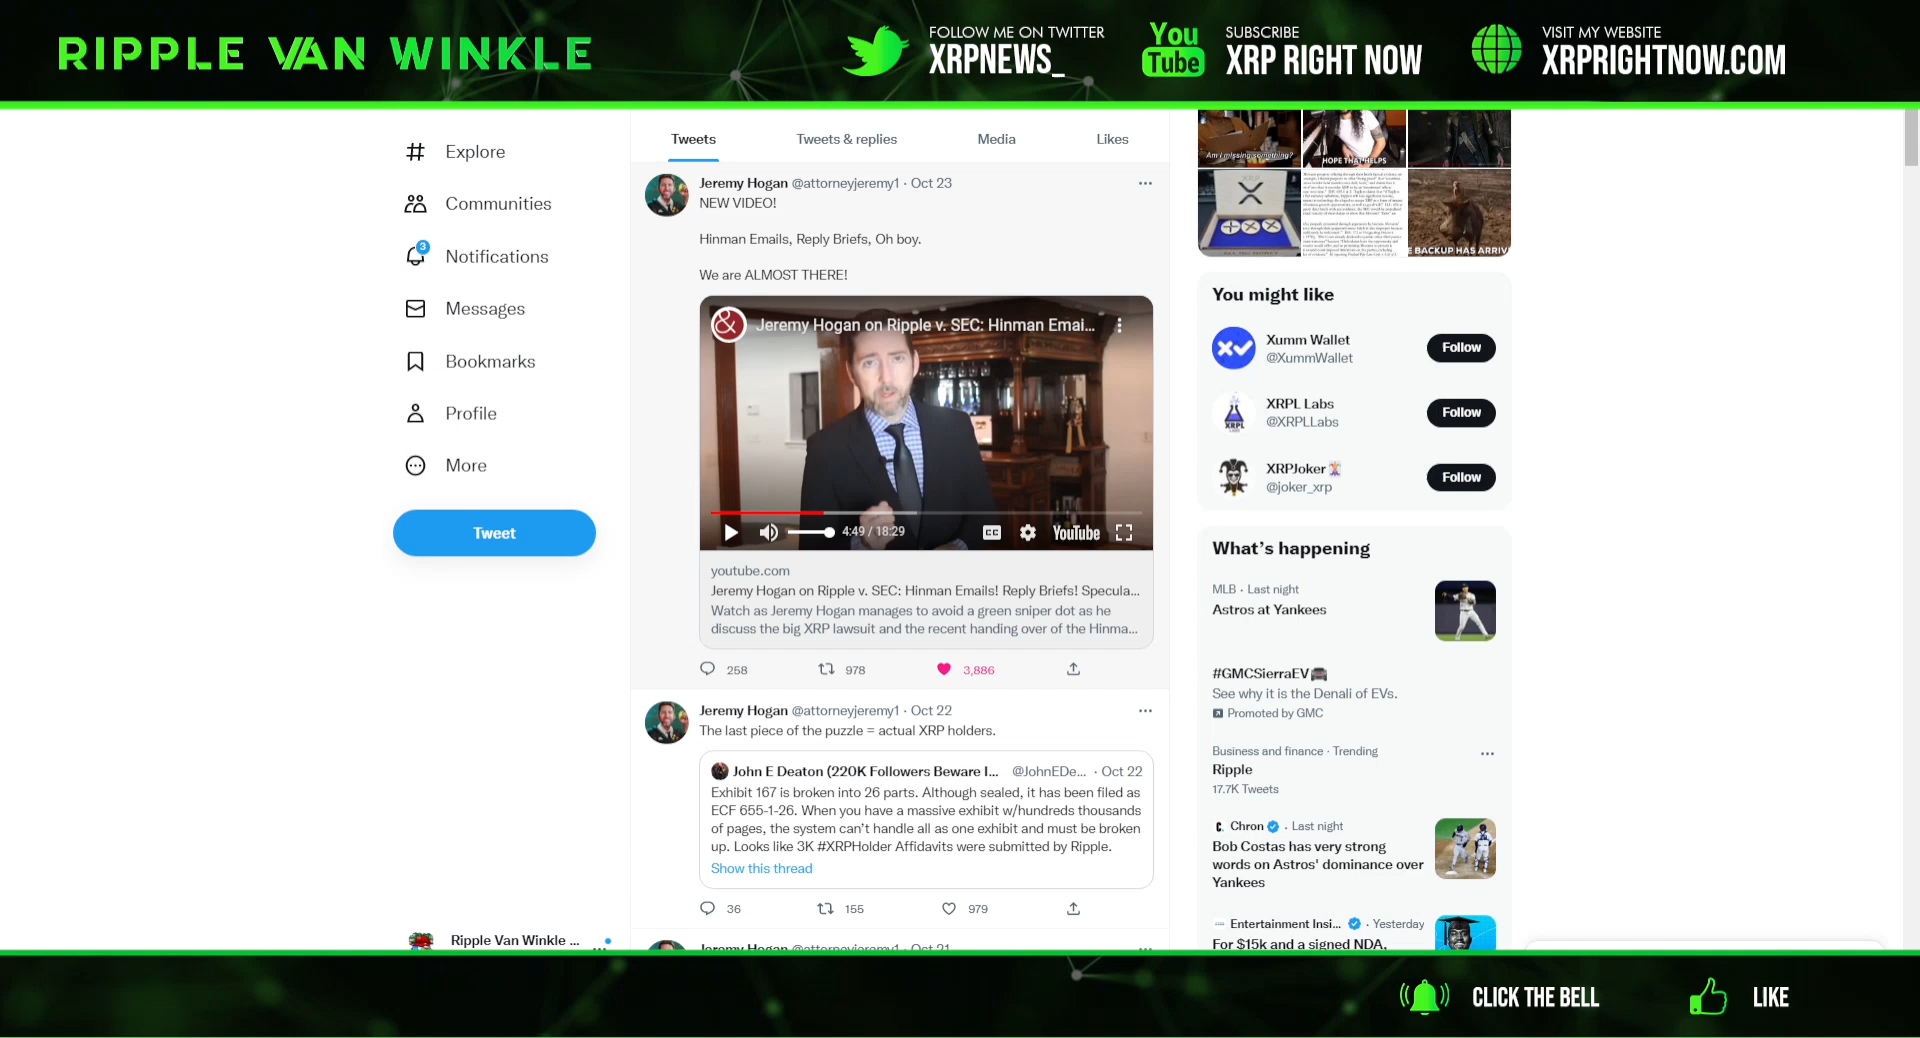 RIPPLE VAN WINKLE
FOLLOW ME ON TWITTER
XRPNEWS_
You
Tube
SUBSCRIBE
XRP RIGHT NOW
VISIT MY WEBSITE
XRPRIGHTNOW.COM
Explore
Communities
3
Notifications
Messages
Bookmarks
Profile
More
Tweet
Ripple Van Winkle ...
Tweets
Tweets & replies
Media
Likes
Jeremy Hogan @attorneyjeremy1 · Oct 23
NEW VIDEO!
Hinman Emails, Reply Briefs, Oh boy.
We are ALMOST THERE!
Jeremy Hogan on Ripple v. SEC: Hinman Emai...
4:49 / 18:29
CC
YouTube
youtube.com
Jeremy Hogan on Ripple v. SEC: Hinman Emails! Reply Briefs! Specula...
Watch as Jeremy Hogan manages to avoid a green sniper dot as he
discuss the big XRP lawsuit and the recent handing over of the Hinma...
258
978
3,886
Jeremy Hogan @attorneyjeremy1 · Oct 22
The last piece of the puzzle = actual XRP holders.
John E Deaton (220K Followers Beware I... @JohnEDe... · Oct 22
Exhibit 167 is broken into 26 parts. Although sealed, it has been filed as
ECF 655-1-26. When you have a massive exhibit w/hundreds thousands
of pages, the system can't handle all as one exhibit and must be broken
up. Looks like 3K #XRPHolder Affidavits were submitted by Ripple.
Show this thread
36
155
979
Jeremy Hogan @attorneyjeremy1 · Oct 21
Am i missing something?
HOPE THAT HELPS
E BACKUP HAS ARRIV
You might like
Xumm Wallet
@XummWallet
Follow
XRPL Labs
@XRPLLabs
Follow
XRPJoker
@joker_xrp
Follow
What's happening
MLB · Last night
Astros at Yankees
#GMCSierraEV
See why it is the Denali of EVs.
Promoted by GMC
Business and finance · Trending
Ripple
17.7K Tweets
Chron · Last night
Bob Costas has very strong
words on Astros' dominance over
Yankees
Entertainment Insi... · Yesterday
For $15k and a signed NDA,
CLICK THE BELL
LIKE